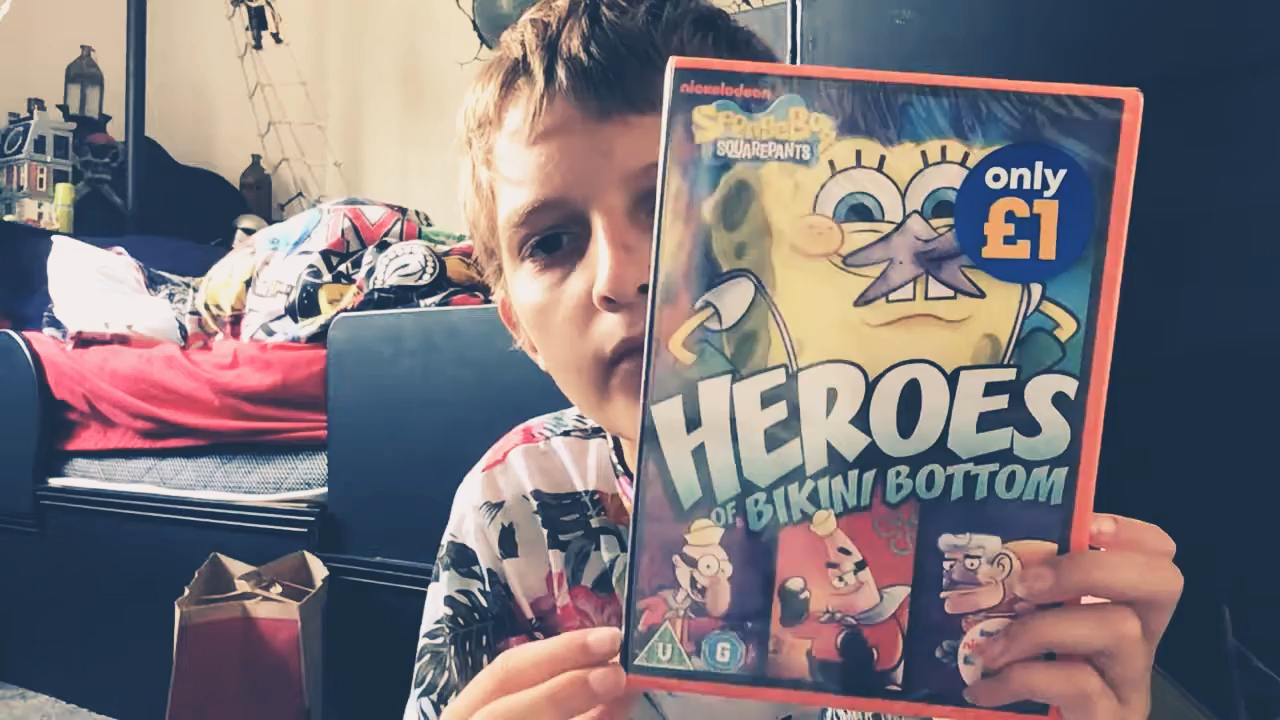 nickelodeon
SpongeBob
SQUAREPANTS
only
£1
HEROES
OF BIKINI BOTTOM
U
G